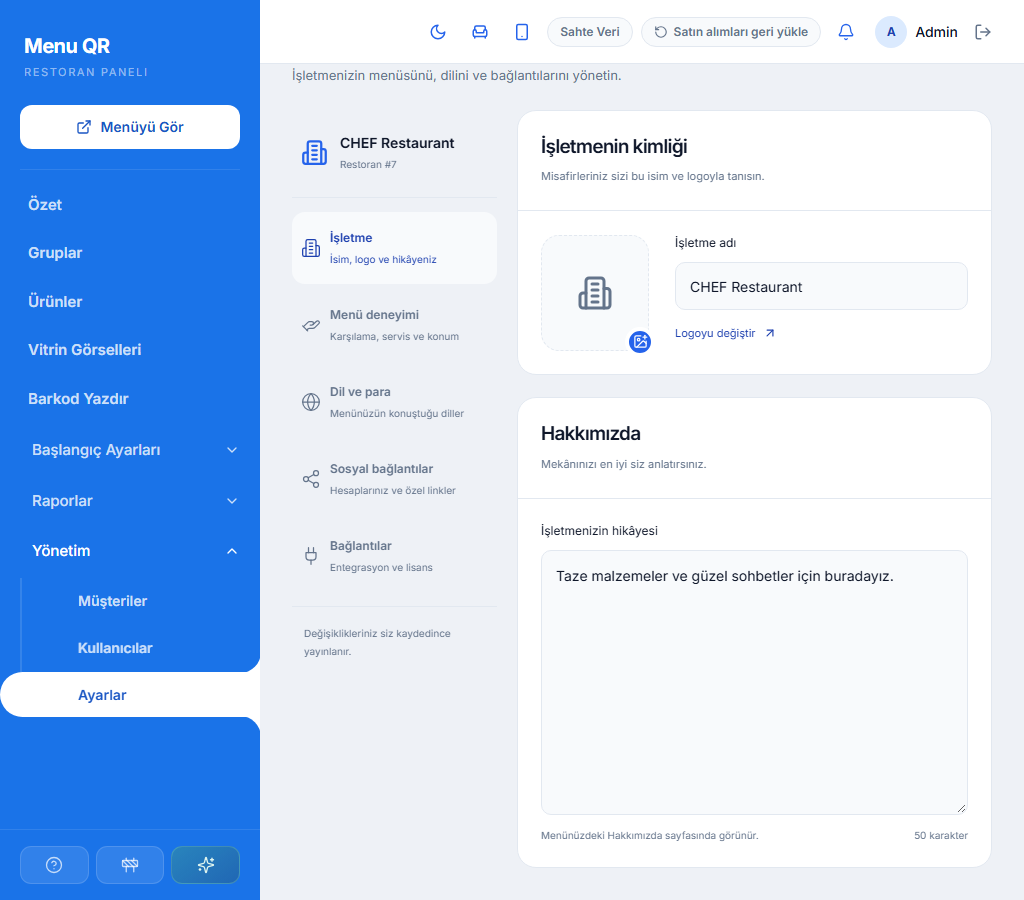 Menu QR
RESTORAN PANELİ
Menüyü Gör
Özet
Gruplar
Ürünler
Vitrin Görselleri
Barkod Yazdır
Başlangıç Ayarları
Raporlar
Yönetim
Müşteriler
Kullanıcılar
Ayarlar
Sahte Veri
Satın alımları geri yükle
A
Admin
İşletmenizin menüsünü, dilini ve bağlantılarını yönetin.
CHEF Restaurant
Restoran #7
İşletme
İsim, logo ve hikâyeniz
Menü deneyimi
Karşılama, servis ve konum
Dil ve para
Menünüzün konuştuğu diller
Sosyal bağlantılar
Hesaplarınız ve özel linkler
Bağlantılar
Entegrasyon ve lisans
Değişiklikleriniz siz kaydedince
yayınlanır.
İşletmenin kimliği
Misafirleriniz sizi bu isim ve logoyla tanısın.
İşletme adı
CHEF Restaurant
Logoyu değiştir
Hakkımızda
Mekânınızı en iyi siz anlatırsınız.
İşletmenizin hikâyesi
Taze malzemeler ve güzel sohbetler için buradayız.
Menünüzdeki Hakkımızda sayfasında görünür.
50 karakter